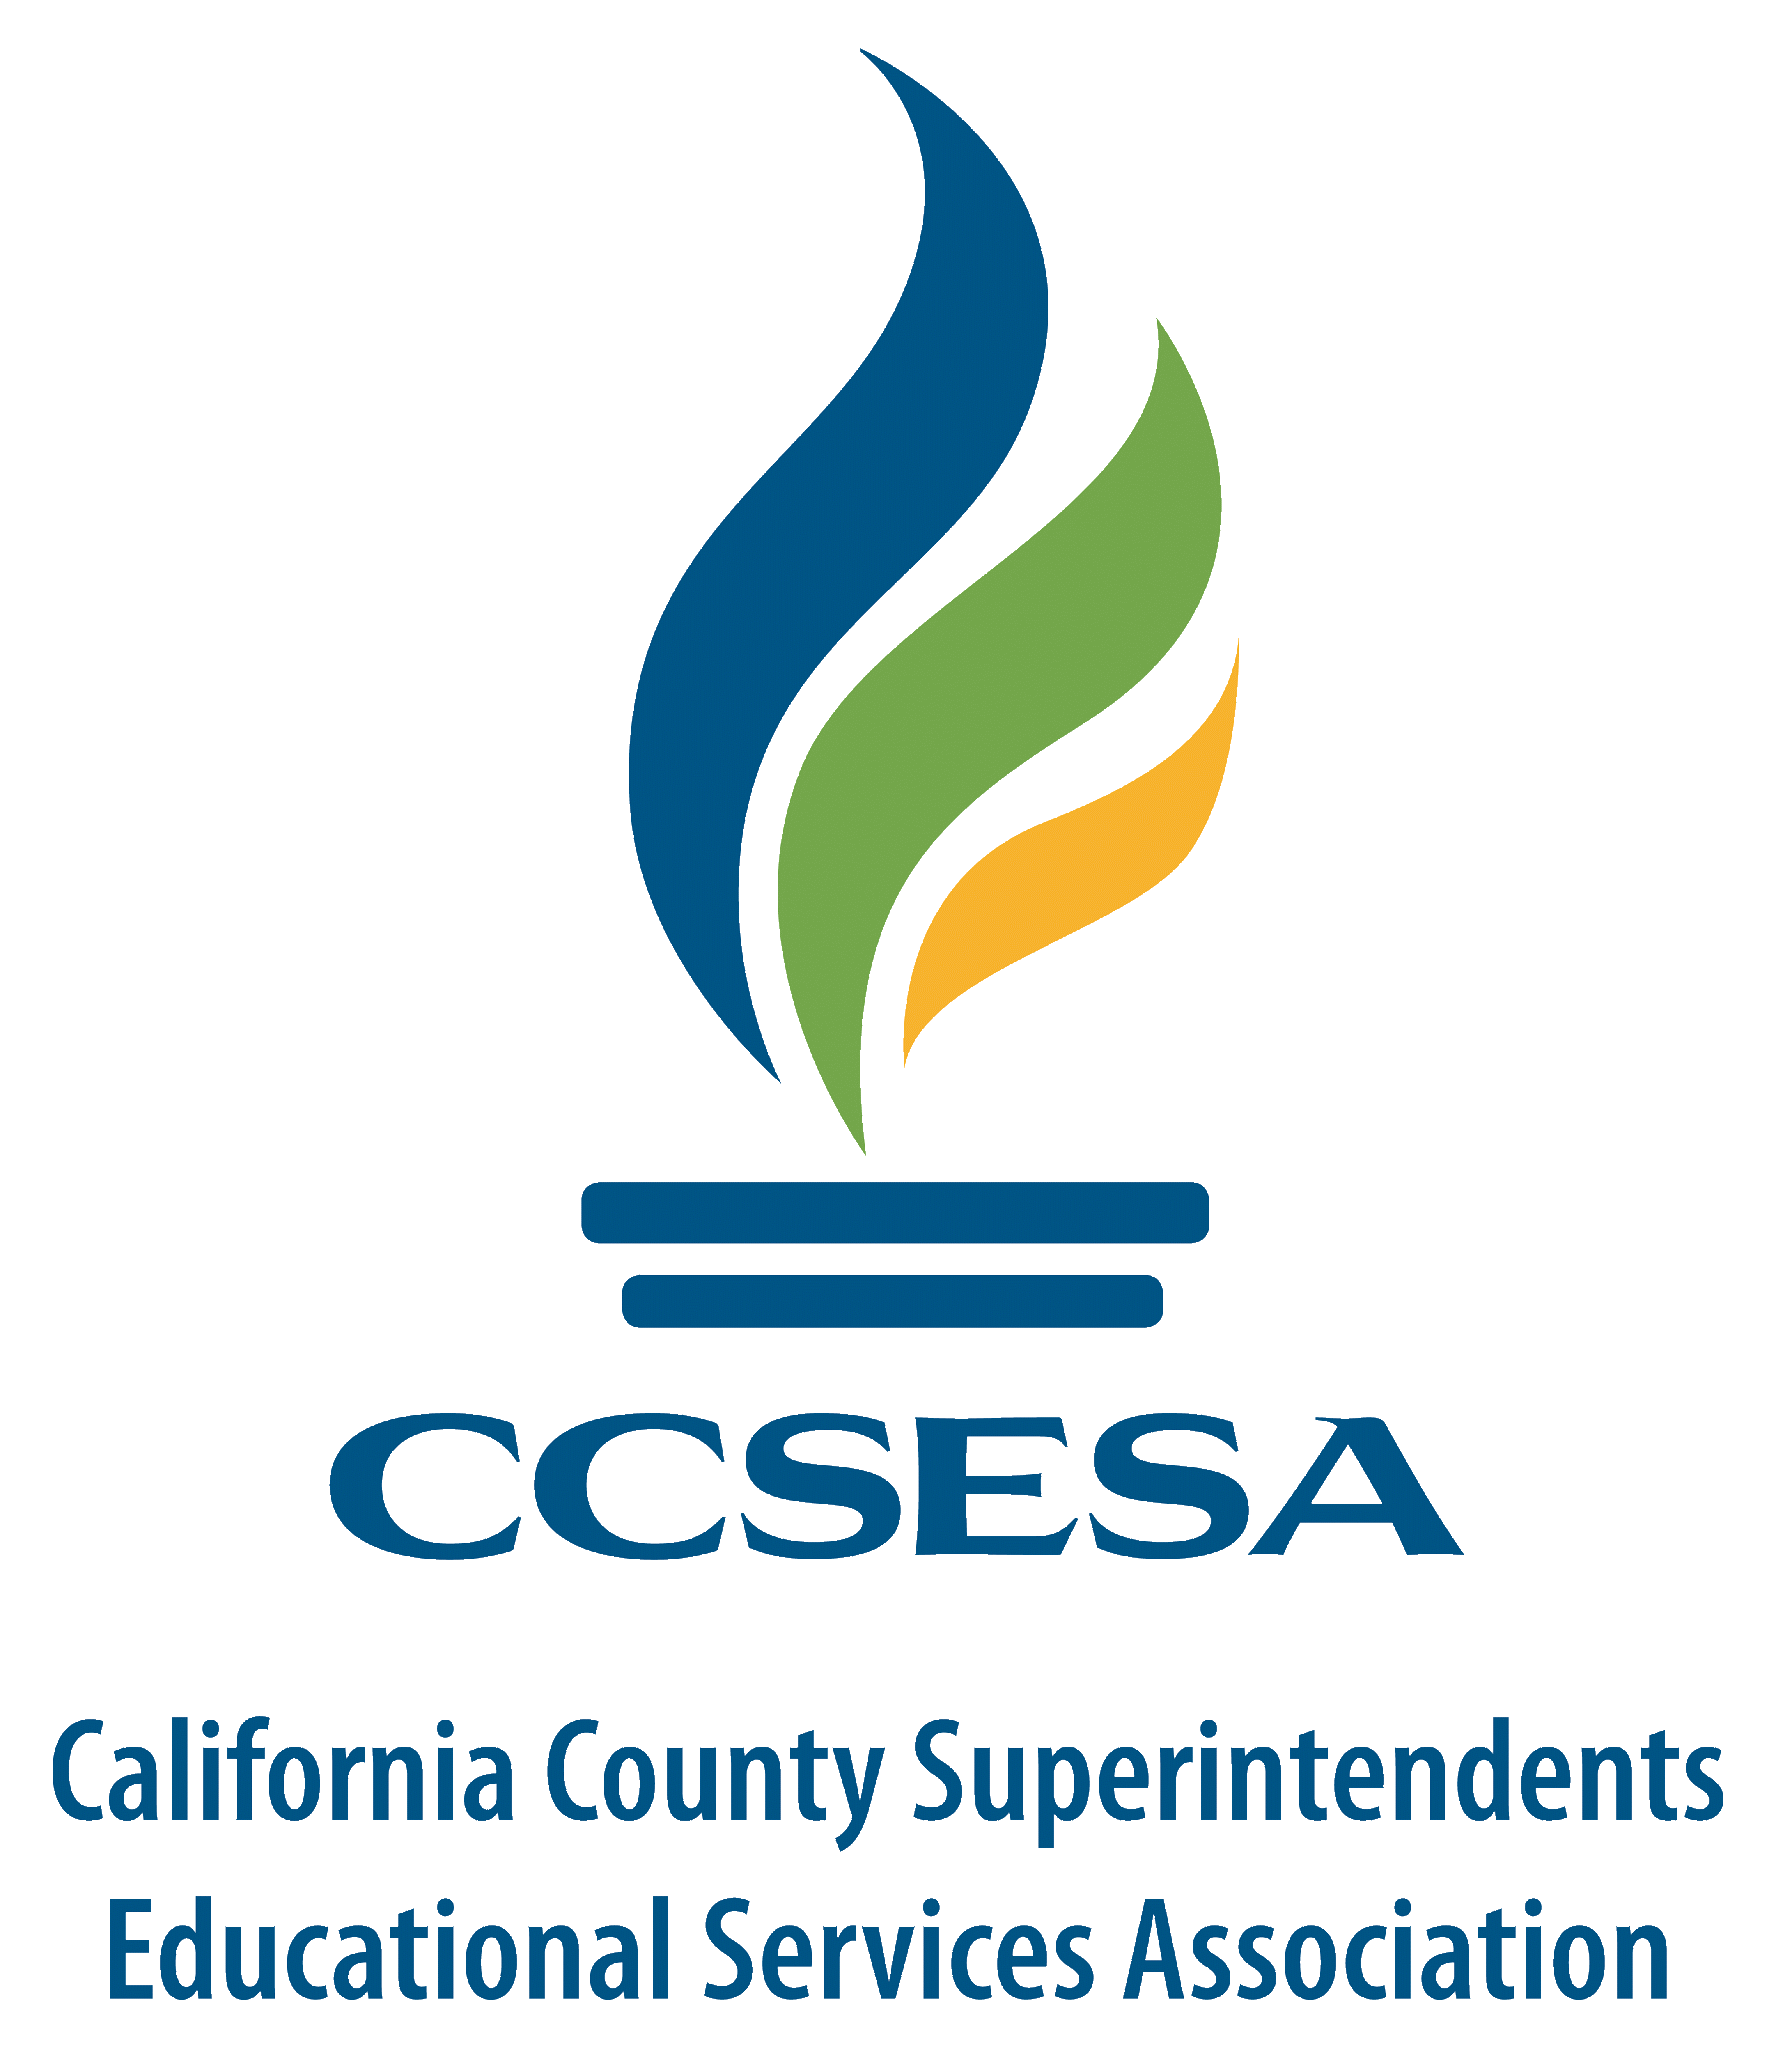 CCSESA
California County Superintendents
Educational Services Association